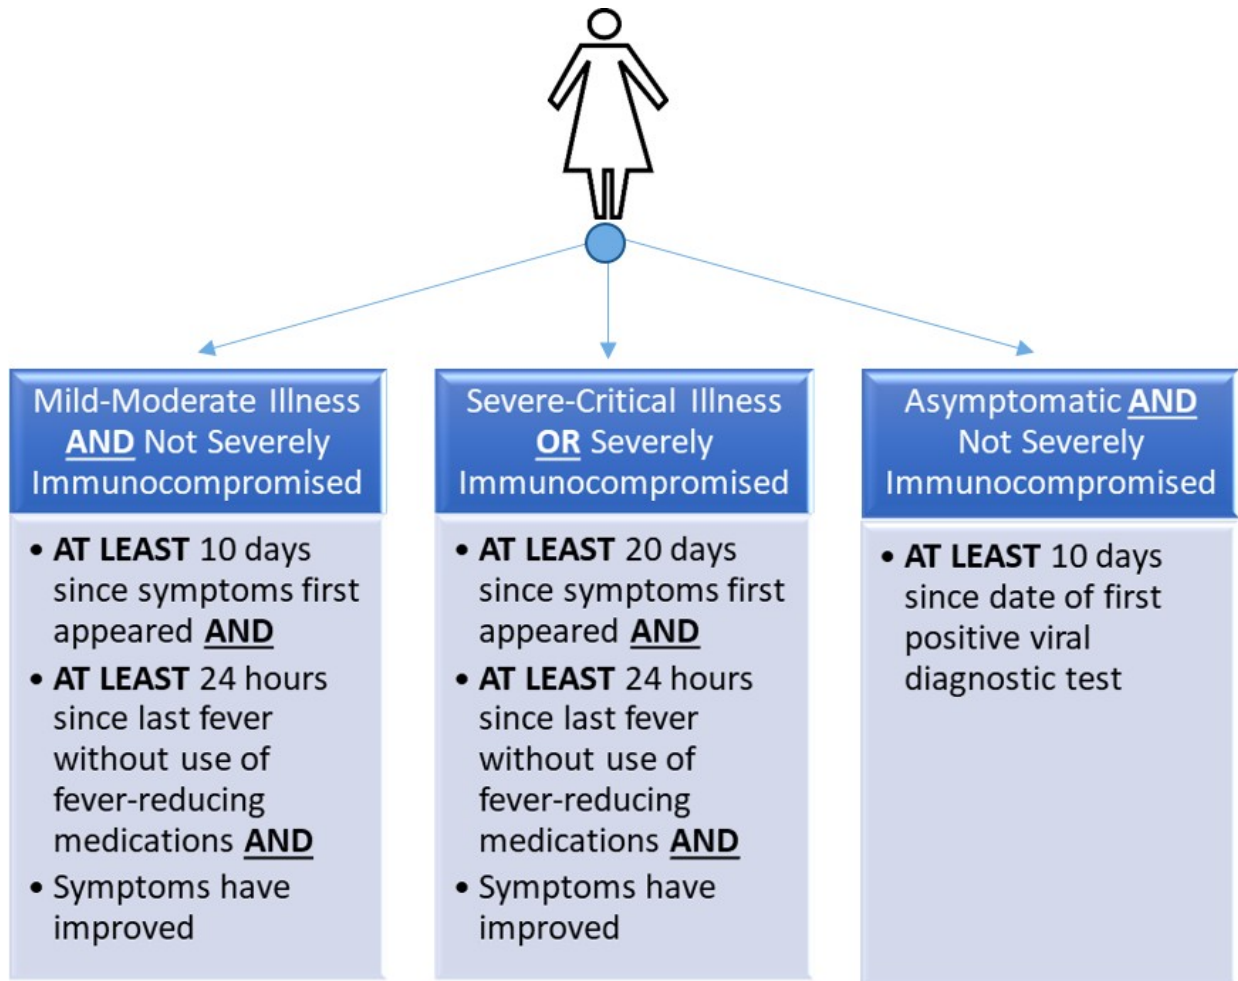 Mild-Moderate Illness
AND Not Severely
Immunocompromised
• AT LEAST 10 days
since symptoms first
appeared AND
• AT LEAST 24 hours
since last fever
without use of
fever-reducing
medications AND
• Symptoms have
improved
Severe-Critical Illness
OR Severely
Immunocompromised
• AT LEAST 20 days
since symptoms first
appeared AND
• AT LEAST 24 hours
since last fever
without use of
fever-reducing
medications AND
• Symptoms have
improved
Asymptomatic AND
Not Severely
Immunocompromised
• AT LEAST 10 days
since date of first
positive viral
diagnostic test